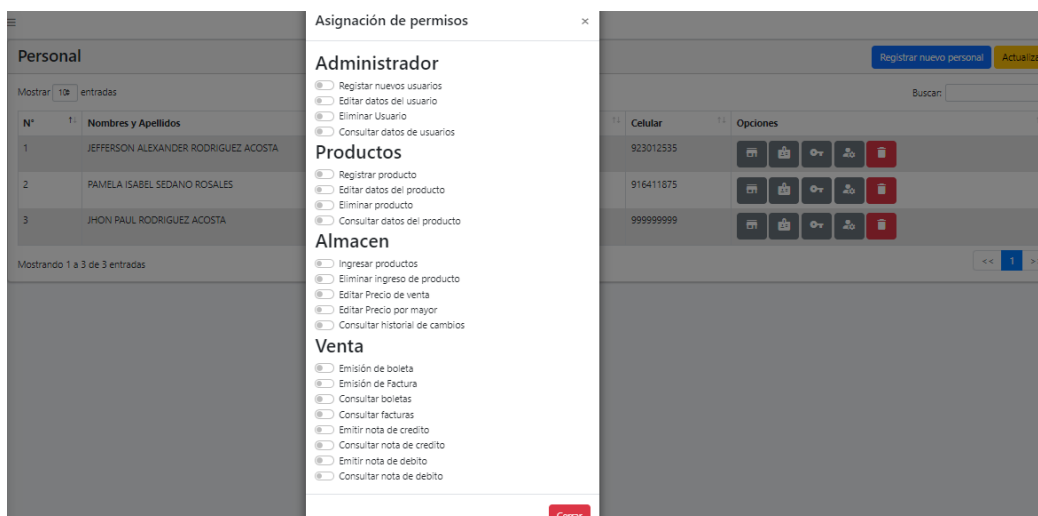 Asignación de permisos ×
Personal
Registrar nuevo personal
Mostrar 10 entradas
Buscar:
N° Nombres y Apellidos Celular Opciones
1 JEFFERSON ALEXANDER RODRIGUEZ ACOSTA 923012535
2 PAMELA ISABEL SEDANO ROSALES 916411875
3 JHON PAUL RODRIGUEZ ACOSTA 999999999
Mostrando 1 a 3 de 3 entradas
<< 1 >
Administrador
Registar nuevos usuarios
Editar datos del usuario
Eliminar Usuario
Consultar datos de usuarios
Productos
Registrar producto
Editar datos del producto
Eliminar producto
Consultar datos del producto
Almacen
Ingresar productos
Eliminar ingreso de producto
Editar Precio de venta
Editar Precio por mayor
Consultar historial de cambios
Venta
Emisión de boleta
Emisión de Factura
Consultar boletas
Consultar facturas
Emitir nota de credito
Consultar nota de credito
Emitir nota de debito
Consultar nota de debito
Cerrar